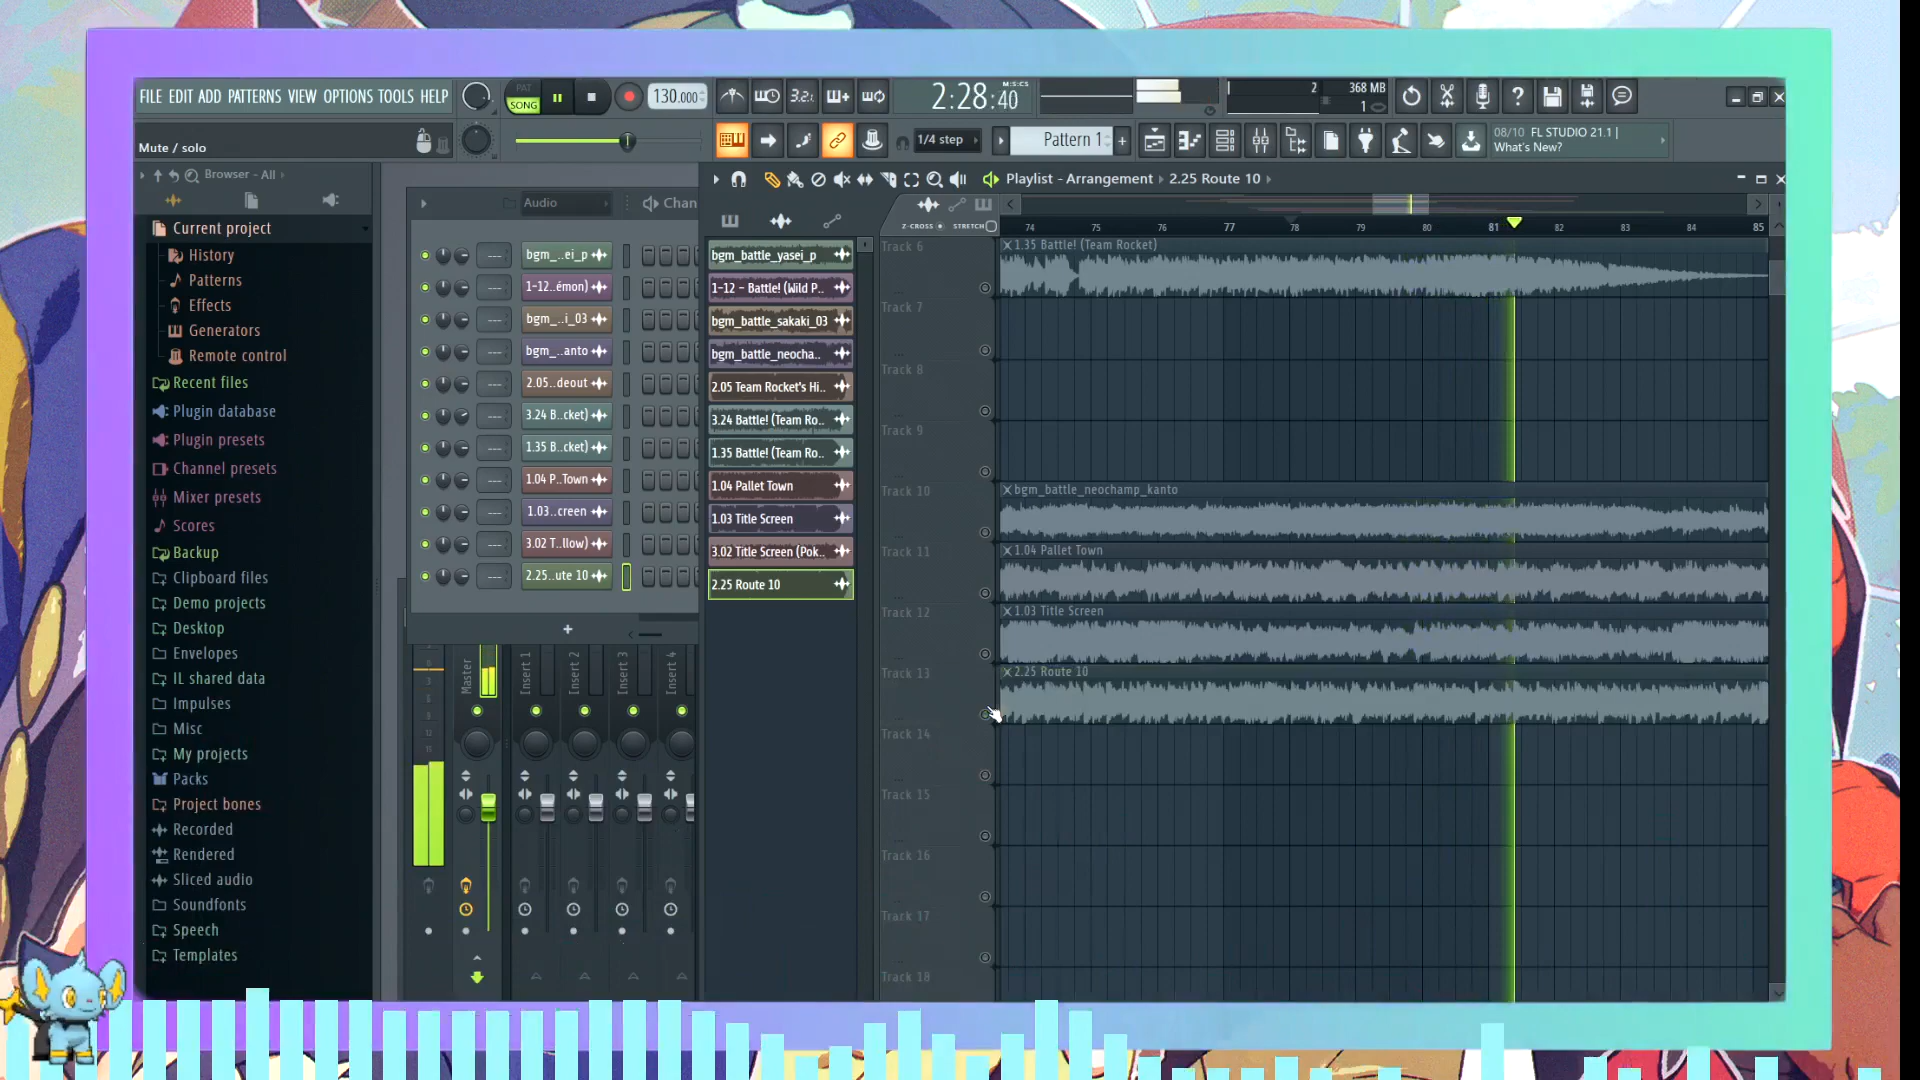 FILE EDIT ADD PATTERNS VIEW OPTIONS TOOLS HELP
PAT
SONG
130.000
3.2:
2:28:40
M:S:CS
2
368 MB
1
Mute / solo
1/4 step
Pattern 1
08/10 FL STUDIO 21.1 |
What's New?
Browser - All
Current project
History
Patterns
Effects
Generators
Remote control
Recent files
Plugin database
Plugin presets
Channel presets
Mixer presets
Scores
Backup
Clipboard files
Demo projects
Desktop
Envelopes
IL shared data
Impulses
Misc
My projects
Packs
Project bones
Recorded
Rendered
Sliced audio
Soundfonts
Speech
Templates
Audio
Chan
bgm_..ei_p
1-12..émon)
bgm_..i_03
bgm_..anto
2.05..deout
3.24 B..cket)
1.35 B..cket)
1.04 P..Town
1.03..creen
3.02 T..llow)
2.25..ute 10
Master
Insert 1
Insert 2
Insert 3
Insert 4
Playlist - Arrangement
2.25 Route 10
bgm_battle_yasei_p
1-12 - Battle! (Wild P..
bgm_battle_sakaki_03
bgm_battle_neocha..
2.05 Team Rocket's Hi..
3.24 Battle! (Team Ro..
1.35 Battle! (Team Ro..
1.04 Pallet Town
1.03 Title Screen
3.02 Title Screen (Pok..
2.25 Route 10
Z-CROSS
STRETCH
74 75 76 77 78 79 80 81 82 83 84 85
Track 6
1.35 Battle! (Team Rocket)
Track 7
Track 8
Track 9
Track 10
bgm_battle_neochamp_kanto
Track 11
1.04 Pallet Town
Track 12
1.03 Title Screen
Track 13
2.25 Route 10
Track 14
Track 15
Track 16
Track 17
Track 18